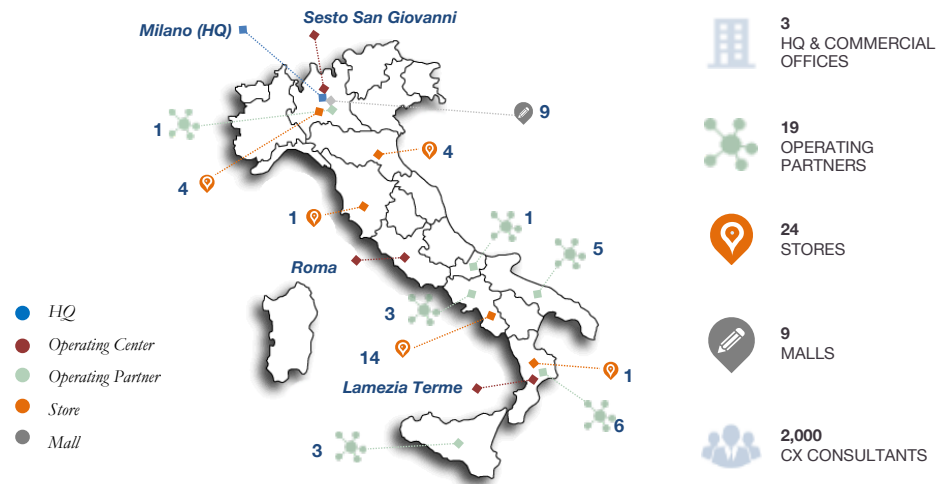 Sesto San Giovanni
Milano (HQ)
9
1
4
4
1
1
5
Roma
3
14
1
Lamezia Terme
6
3
HQ
Operating Center
Operating Partner
Store
Mall
3
HQ & COMMERCIAL
OFFICES
19
OPERATING
PARTNERS
24
STORES
9
MALLS
2,000
CX CONSULTANTS